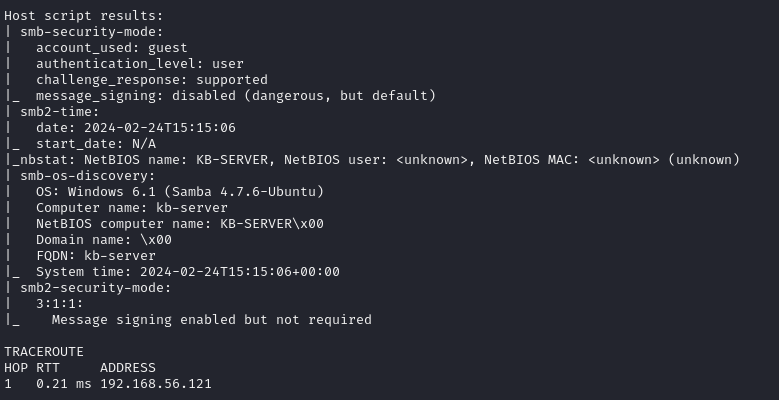 Host script results:
| smb-security-mode:
|   account_used: guest
|   authentication_level: user
|   challenge_response: supported
|_  message_signing: disabled (dangerous, but default)
| smb2-time:
|   date: 2024-02-24T15:15:06
|_  start_date: N/A
|_nbstat: NetBIOS name: KB-SERVER, NetBIOS user: <unknown>, NetBIOS MAC: <unknown> (unknown)
| smb-os-discovery:
|   OS: Windows 6.1 (Samba 4.7.6-Ubuntu)
|   Computer name: kb-server
|   NetBIOS computer name: KB-SERVER\x00
|   Domain name: \x00
|   FQDN: kb-server
|_  System time: 2024-02-24T15:15:06+00:00
| smb2-security-mode:
|   3:1:1:
|_    Message signing enabled but not required

TRACEROUTE
HOP RTT     ADDRESS
1   0.21 ms 192.168.56.121